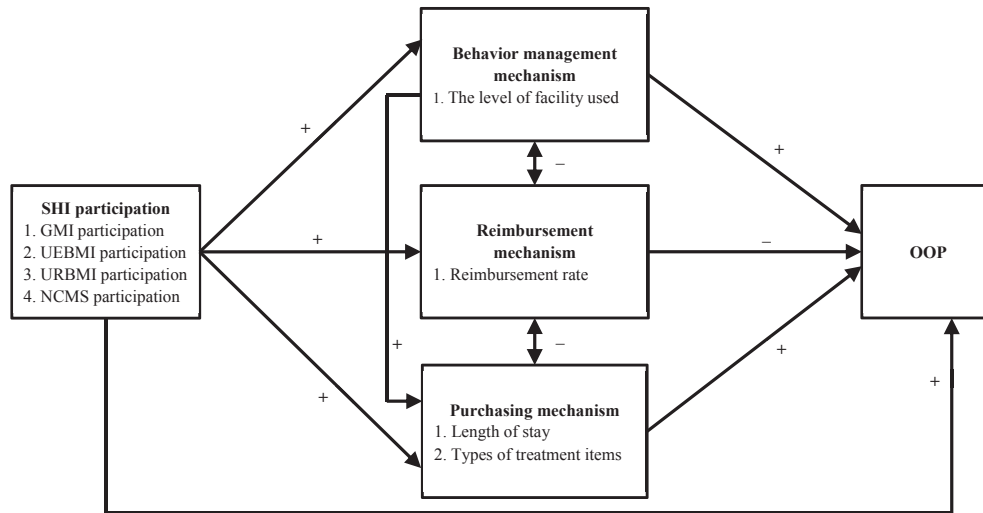 Behavior management
mechanism
1. The level of facility used
+
+
–
SHI participation
1. GMI participation
2. UEBMI participation
3. URBMI participation
4. NCMS participation
+
Reimbursement
mechanism
1. Reimbursement rate
–
OOP
+
–
+
+
+
Purchasing mechanism
1. Length of stay
2. Types of treatment items